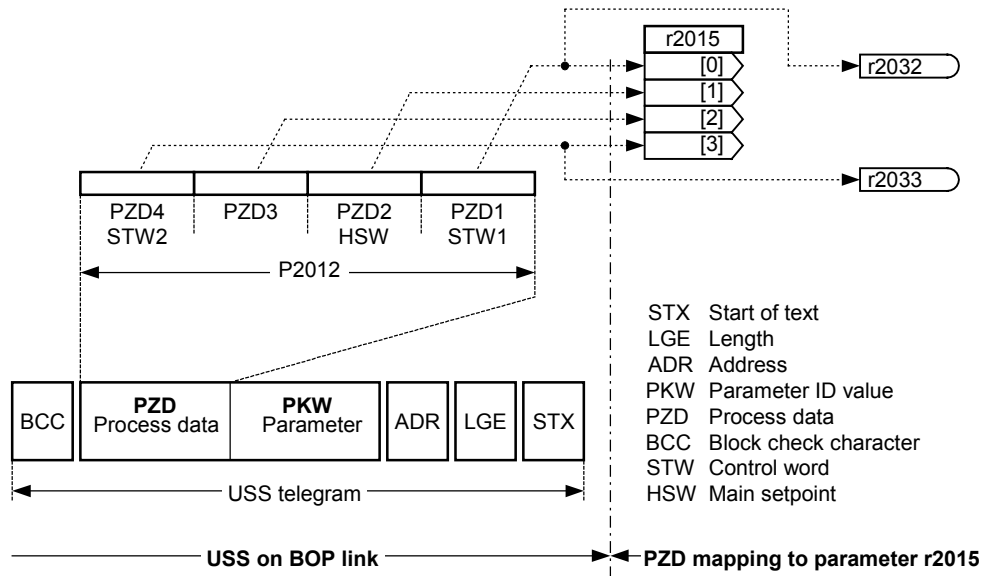 r2015
[0]
[1]
[2]
[3]
r2032
r2033
PZD4
STW2
PZD3
PZD2
HSW
PZD1
STW1
P2012
BCC
PZD
Process data
PKW
Parameter
ADR
LGE
STX
USS telegram
STX Start of text
LGE Length
ADR Address
PKW Parameter ID value
PZD Process data
BCC Block check character
STW Control word
HSW Main setpoint
USS on BOP link
PZD mapping to parameter r2015